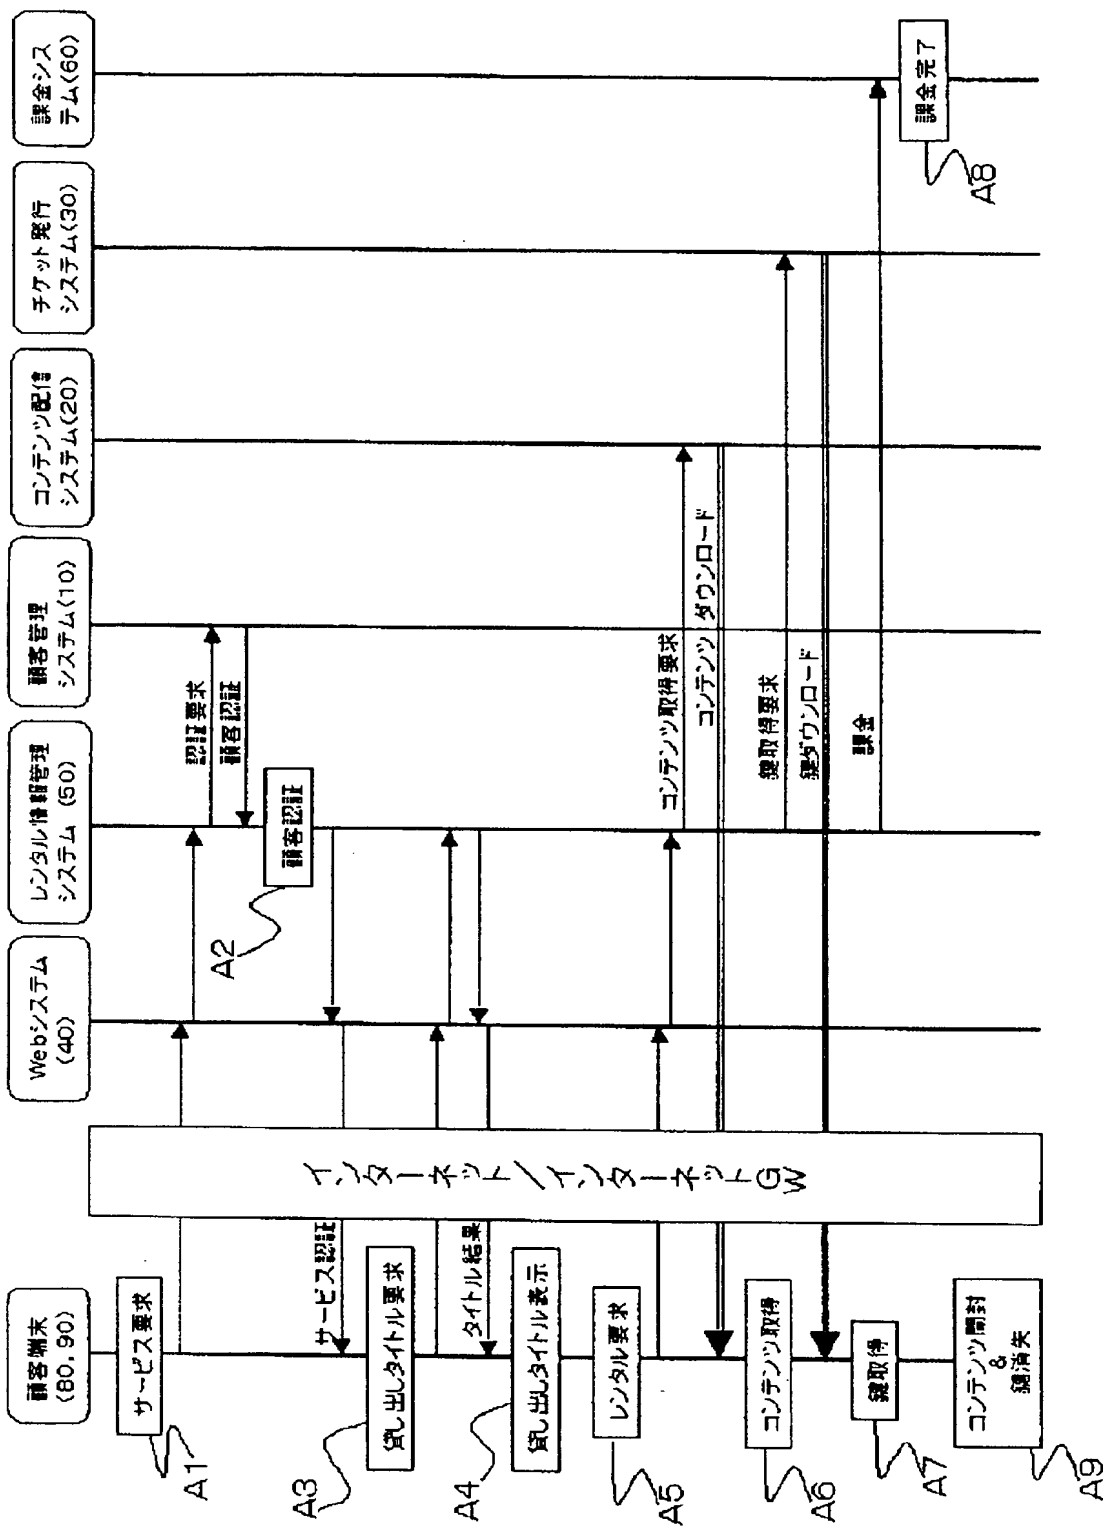 顧客端末
(80, 90)
Webシステム
(40)
レンタル情報管理
システム (50)
顧客管理
システム(10)
コンテンツ配信
システム(20)
チケット発行
システム(30)
課金シス
テム(60)
サービス要求
A1
認証要求
顧客認証
顧客認証
A2
サービス認証
貸し出しタイトル要求
A3
タイトル結果
貸し出しタイトル表示
A4
レンタル要求
A5
コンテンツ取得要求
コンテンツ ダウンロード
コンテンツ取得
A6
鍵取得要求
鍵ダウンロード
鍵取得
A7
課金
課金完了
A8
コンテンツ開封
&
鍵消失
A9
インターネット/インターネットGW